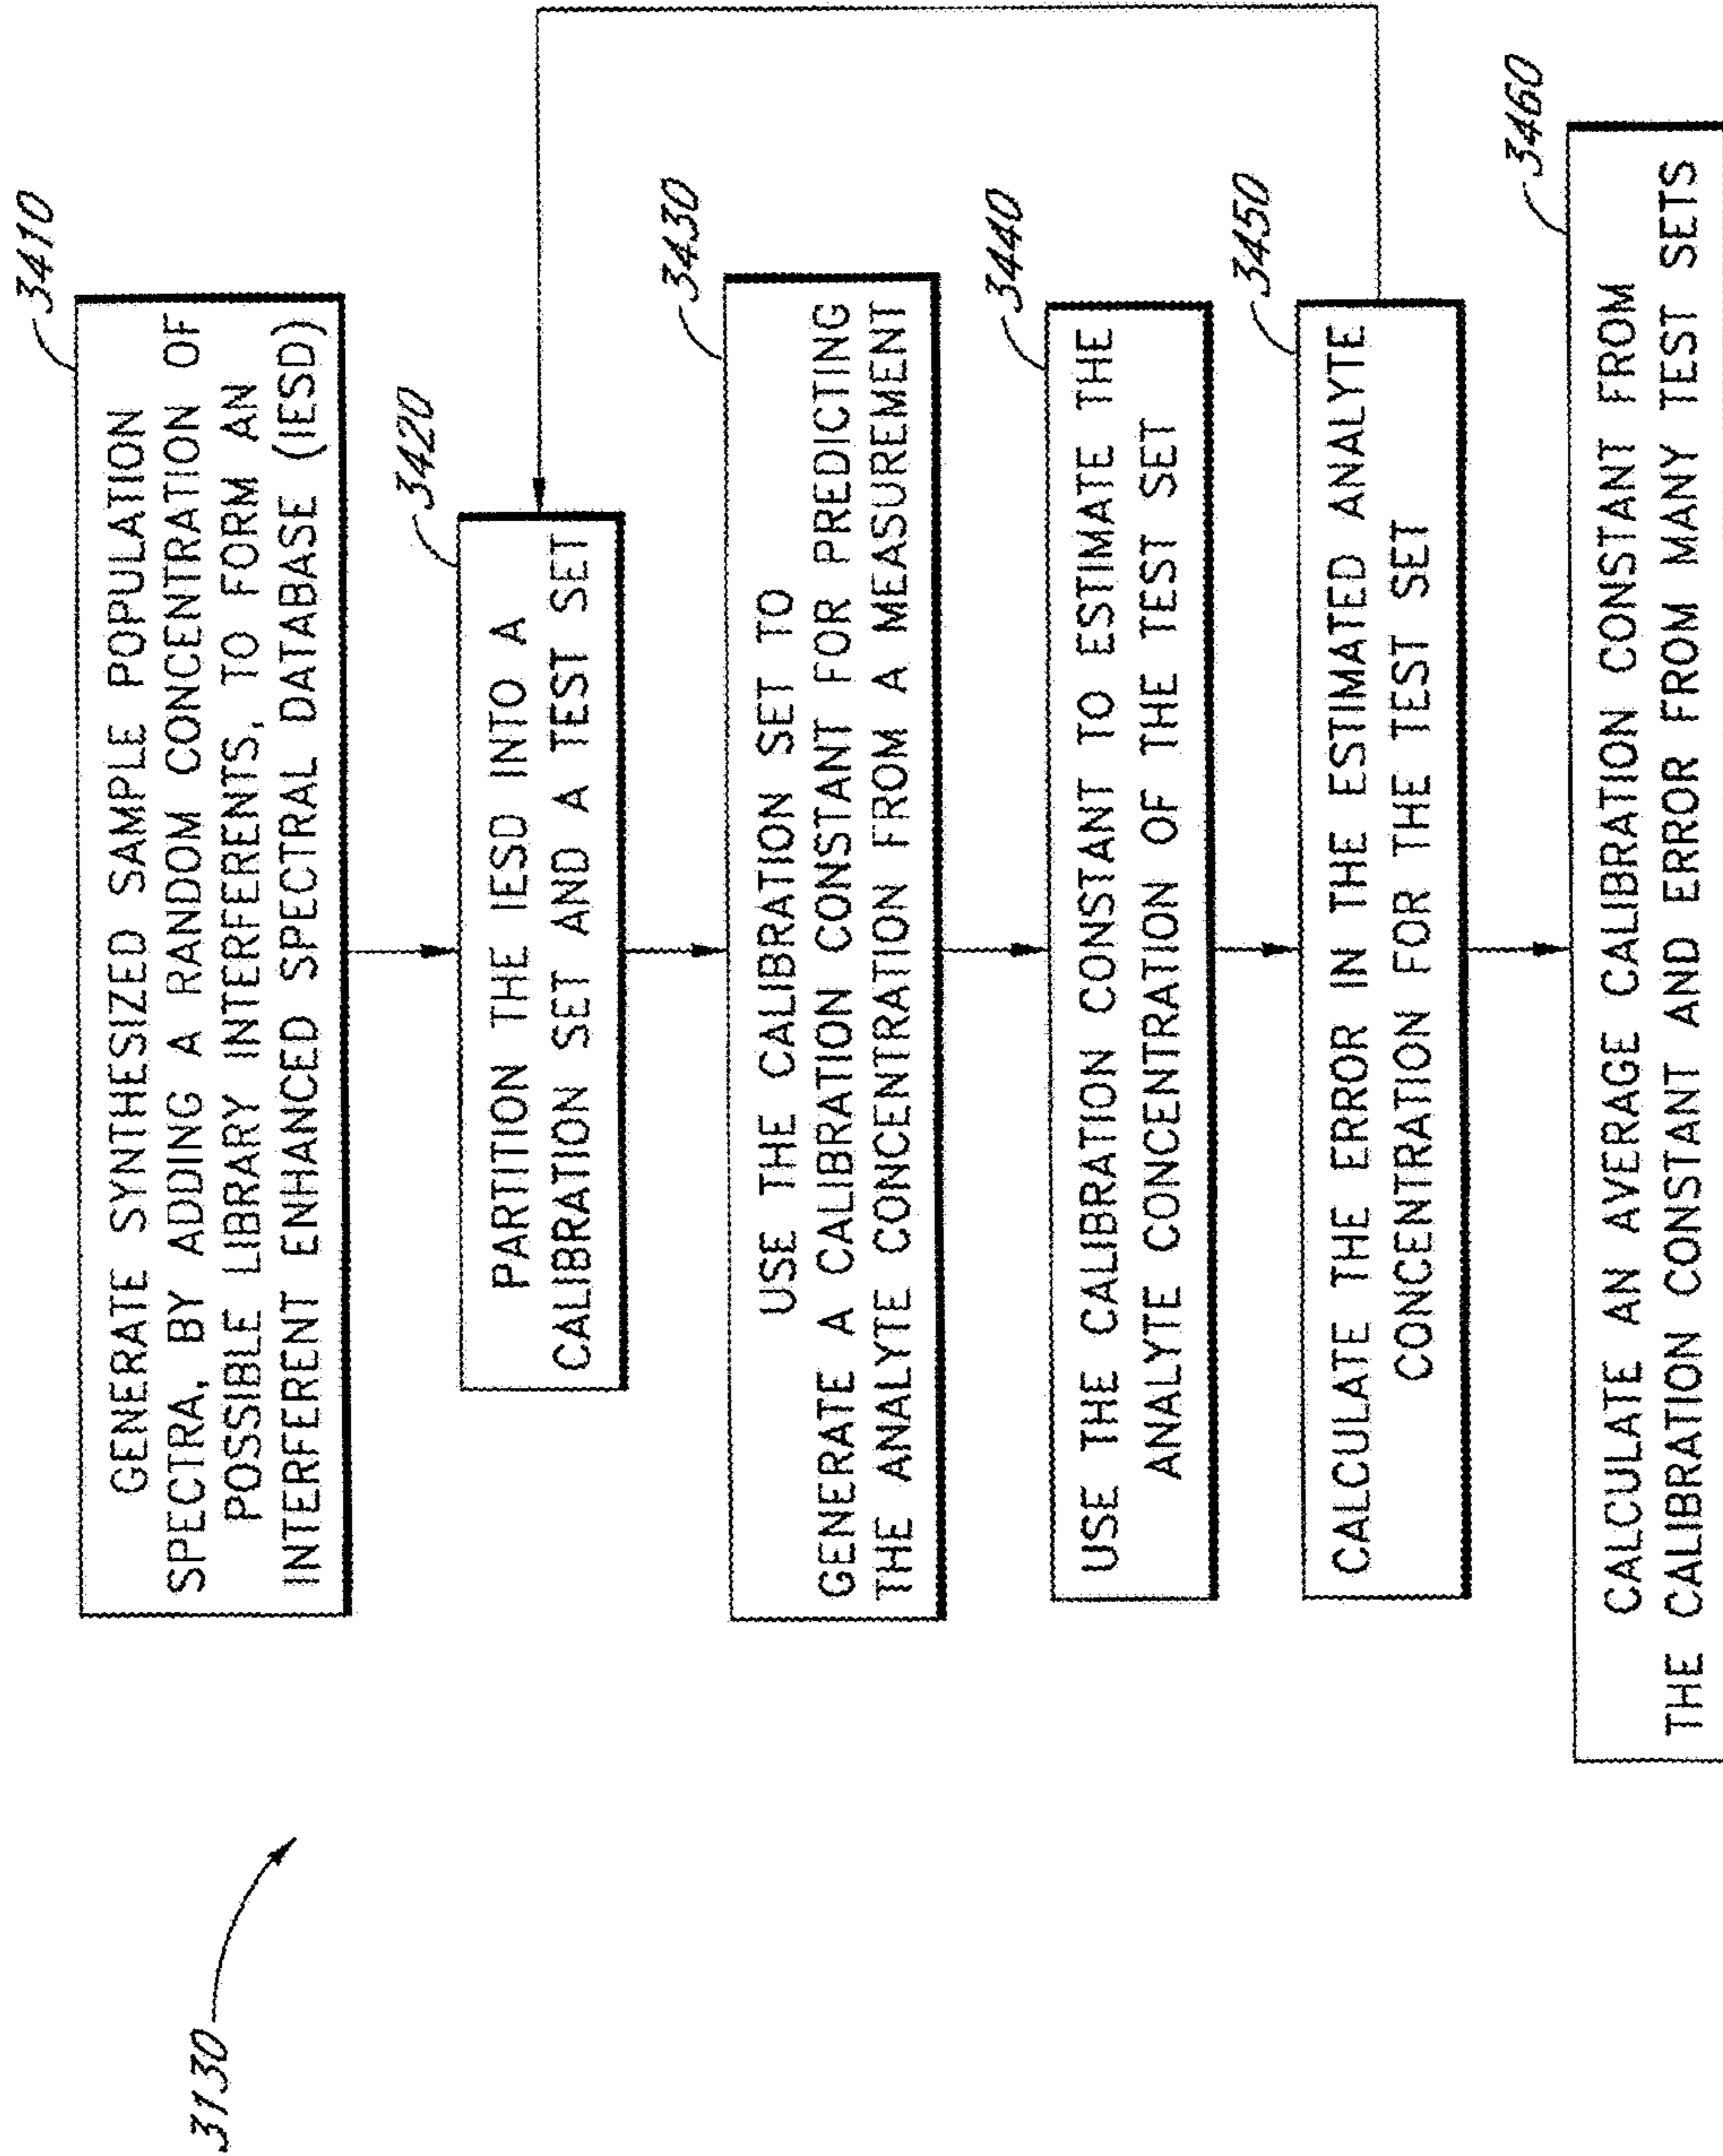 3130
3410
GENERATE SYNTHESIZED SAMPLE POPULATION
SPECTRA, BY ADDING A RANDOM CONCENTRATION OF
POSSIBLE LIBRARY INTERFERENTS, TO FORM AN
INTERFERENT ENHANCED SPECTRAL DATABASE (IESD)
3420
PARTITION THE IESD INTO A
CALIBRATION SET AND A TEST SET
3430
USE THE CALIBRATION SET TO
GENERATE A CALIBRATION CONSTANT FOR PREDICTING
THE ANALYTE CONCENTRATION FROM A MEASUREMENT
3440
USE THE CALIBRATION CONSTANT TO ESTIMATE THE
ANALYTE CONCENTRATION OF THE TEST SET
3450
CALCULATE THE ERROR IN THE ESTIMATED ANALYTE
CONCENTRATION FOR THE TEST SET
3460
CALCULATE AN AVERAGE CALIBRATION CONSTANT FROM
THE CALIBRATION CONSTANT AND ERROR FROM MANY TEST SETS